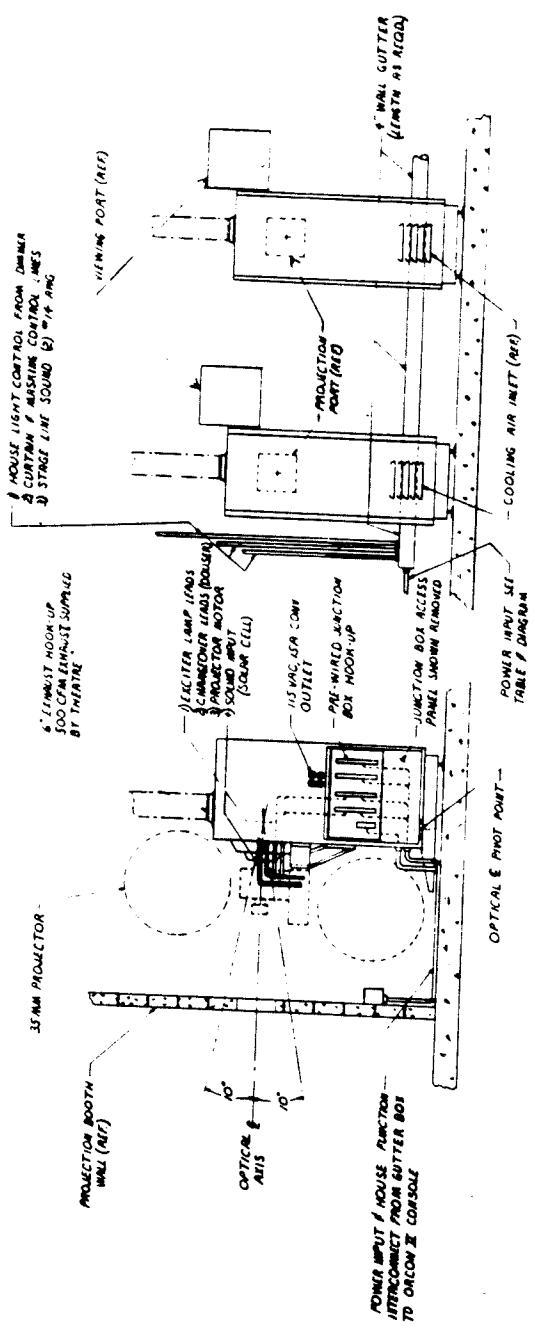 PROJECTION BOOTH
WALL (REF.)
35 MM PROJECTOR
6" EXHAUST HOOK-UP
500 CFM EXHAUST SUPPLIED
BY THEATRE
1) HOUSE LIGHT CONTROL FROM DIMMER
2) CURTAIN & MASKING CONTROL LINES
3) STAGE LINE SOUND (2) #14 AWG
VIEWING PORT (REF)
4" WALL GUTTER
(LENGTH AS REQD.)
10°
10°
OPTICAL ℄
AXIS
1) EXCITER LAMP LEADS
2) CHANGEOVER LEADS (DOUSER)
3) PROJECTOR MOTOR
4) SOUND INPUT
(SOLAR CELL)
115 VAC, 15A CONV
OUTLET
PRE-WIRED JUNCTION
BOX HOOK-UP
JUNCTION BOX ACCESS
PANEL SHOWN REMOVED
PROJECTION
PORT (REF)
POWER INPUT & HOUSE FUNCTION
INTERCONNECT FROM GUTTER BOX
TO ORCON II CONSOLE
OPTICAL ℄ PIVOT POINT
POWER INPUT SEE
TABLE & DIAGRAM
COOLING AIR INLET (REF)